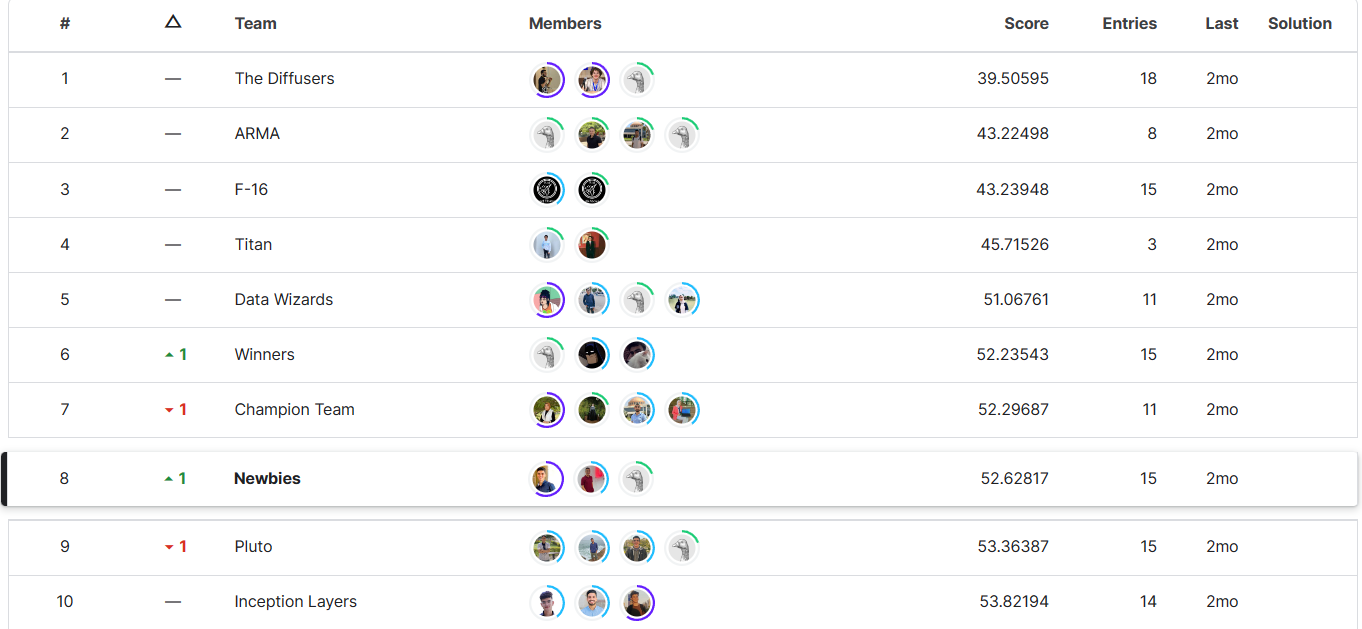 # △ Team Members Score Entries Last Solution
1 — The Diffusers 39.50595 18 2mo
2 — ARMA 43.22498 8 2mo
3 — F-16 43.23948 15 2mo
4 — Titan 45.71526 3 2mo
5 — Data Wizards 51.06761 11 2mo
6 ▲ 1 Winners 52.23543 15 2mo
7 ▼ 1 Champion Team 52.29687 11 2mo
8 ▲ 1 Newbies 52.62817 15 2mo
9 ▼ 1 Pluto 53.36387 15 2mo
10 — Inception Layers 53.82194 14 2mo